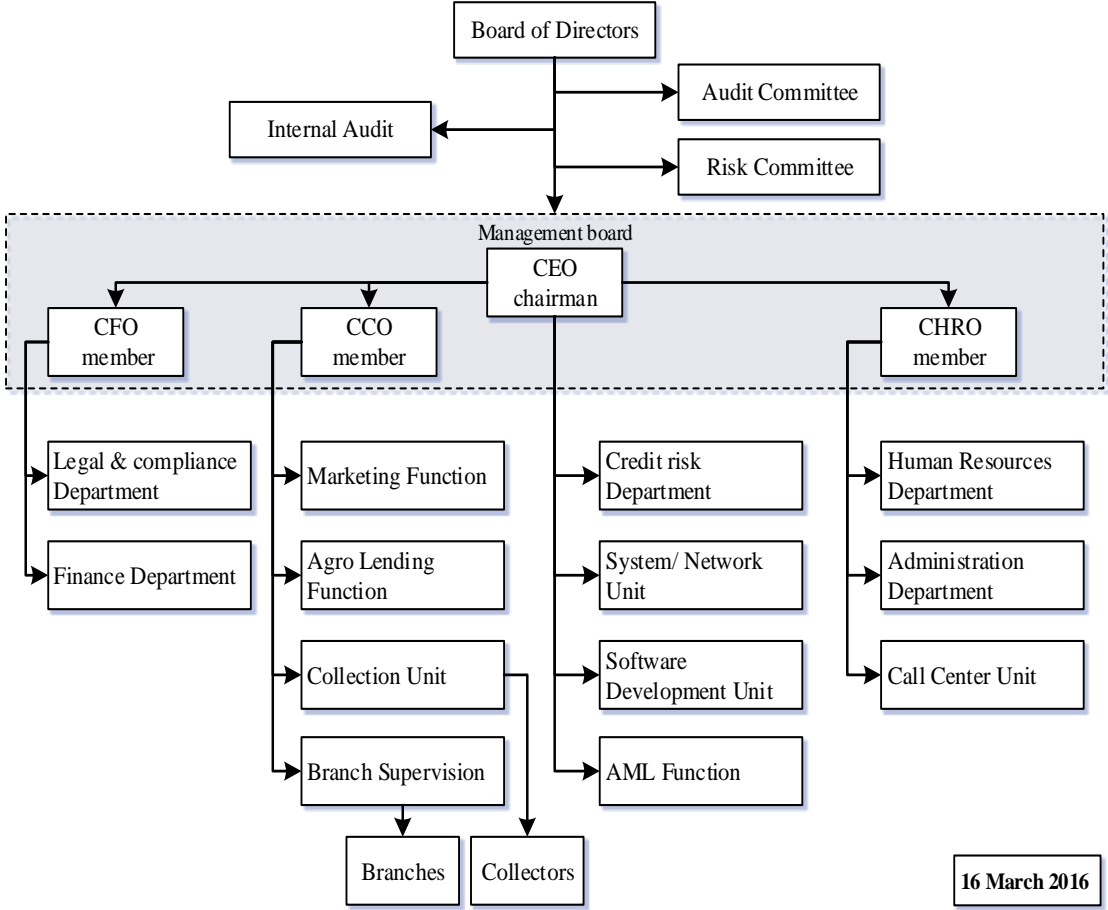 Board of Directors
Audit Committee
Internal Audit
Risk Committee
Management board
CEO
chairman
CFO
member
CCO
member
CHRO
member
Legal & compliance
Department
Marketing Function
Credit risk
Department
Human Resources
Department
Finance Department
Agro Lending
Function
System/ Network
Unit
Administration
Department
Collection Unit
Software
Development Unit
Call Center Unit
Branch Supervision
AML Function
Branches
Collectors
16 March 2016